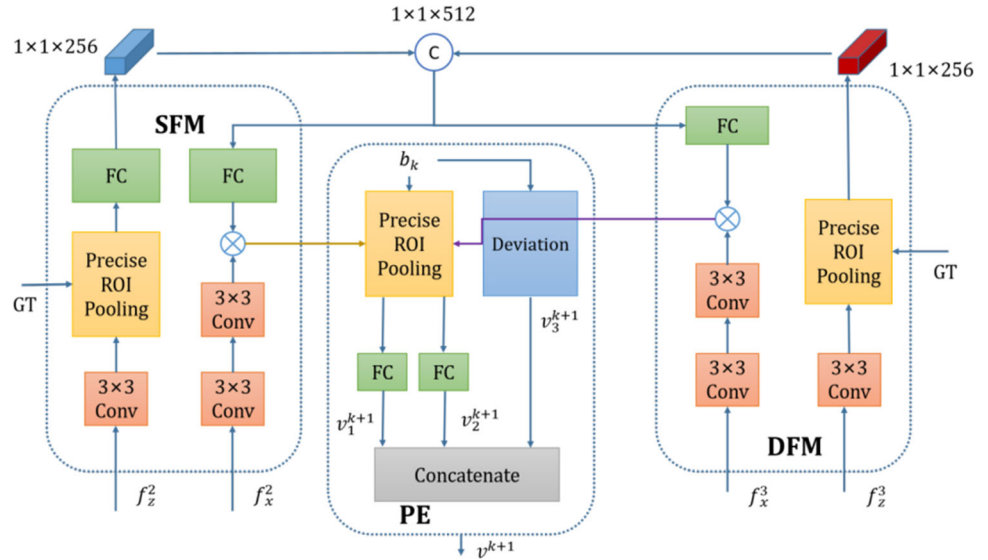 1×1×512
1×1×256
C
1×1×256
SFM
FC
FC
b_k
FC
Precise
ROI
Pooling
Deviation
Precise
ROI
Pooling
Precise
ROI
Pooling
GT
GT
3×3
Conv
3×3
Conv
v_3^{k+1}
FC
FC
3×3
Conv
3×3
Conv
3×3
Conv
3×3
Conv
v_1^{k+1}
v_2^{k+1}
Concatenate
DFM
PE
f_z^2
f_x^2
f_x^3
f_z^3
v^{k+1}